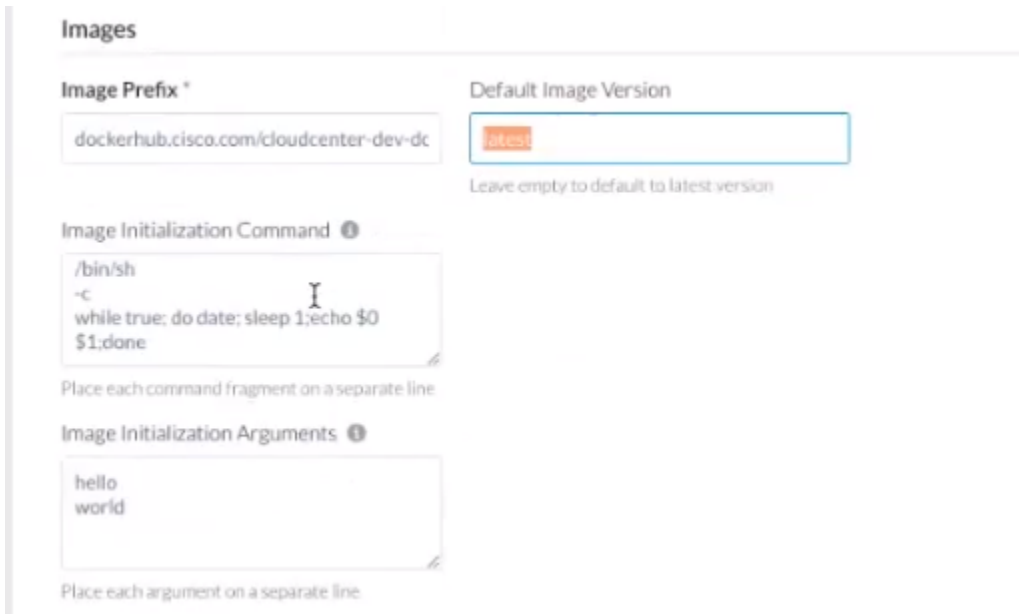 Images
Image Prefix *
Default Image Version
dockerhub.cisco.com/cloudcenter-dev-dc
latest
Leave empty to default to latest version
Image Initialization Command
/bin/sh
-c
while true; do date; sleep 1;echo $0
$1;done
Place each command fragment on a separate line
Image Initialization Arguments
hello
world
Place each argument on a separate line